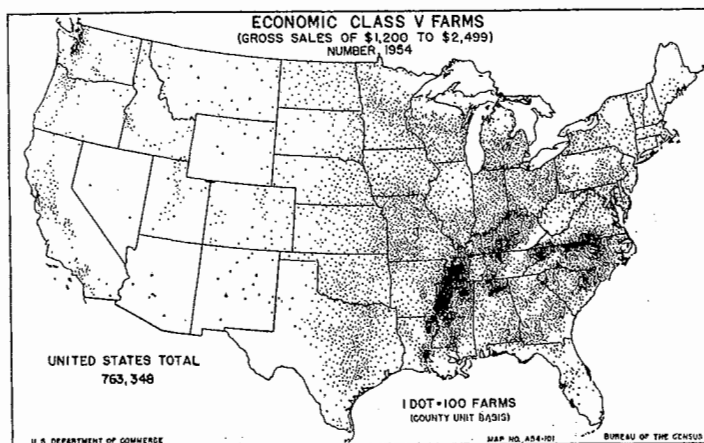 ECONOMIC CLASS V FARMS
(GROSS SALES OF $1,200 TO $2,499)
NUMBER, 1954
UNITED STATES TOTAL
763,348
1 DOT=100 FARMS
(COUNTY UNIT BASIS)
U. S. DEPARTMENT OF COMMERCE
MAP NO. A54-101
BUREAU OF THE CENSUS